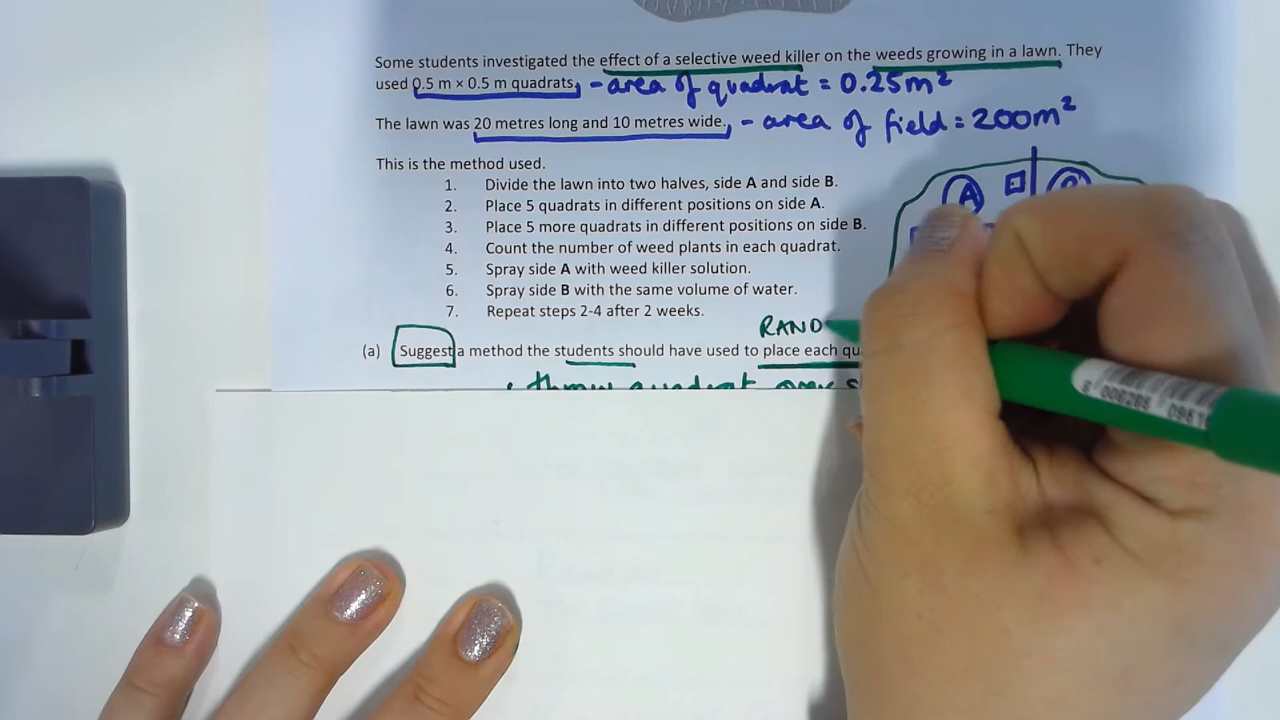 Some students investigated the effect of a selective weed killer on the weeds growing in a lawn. They
used 0.5 m × 0.5 m quadrats. - area of quadrat = 0.25m²
The lawn was 20 metres long and 10 metres wide. - area of field = 200m²
This is the method used.
1. Divide the lawn into two halves, side A and side B.
2. Place 5 quadrats in different positions on side A.
3. Place 5 more quadrats in different positions on side B.
4. Count the number of weed plants in each quadrat.
5. Spray side A with weed killer solution.
6. Spray side B with the same volume of water.
7. Repeat steps 2-4 after 2 weeks.
A
RANDO
(a) Suggest a method the students should have used to place each qu
throw quadrat over s